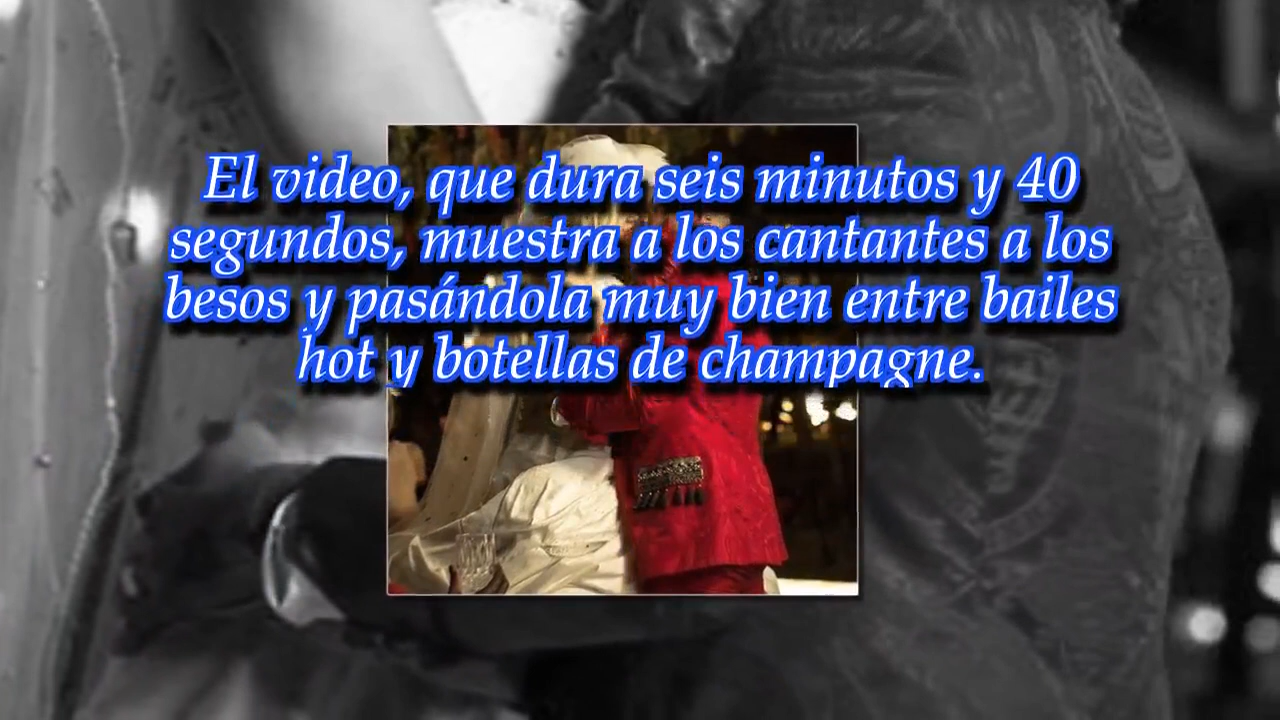 El video, que dura seis minutos y 40
segundos, muestra a los cantantes a los
besos y pasándola muy bien entre bailes
hot y botellas de champagne.